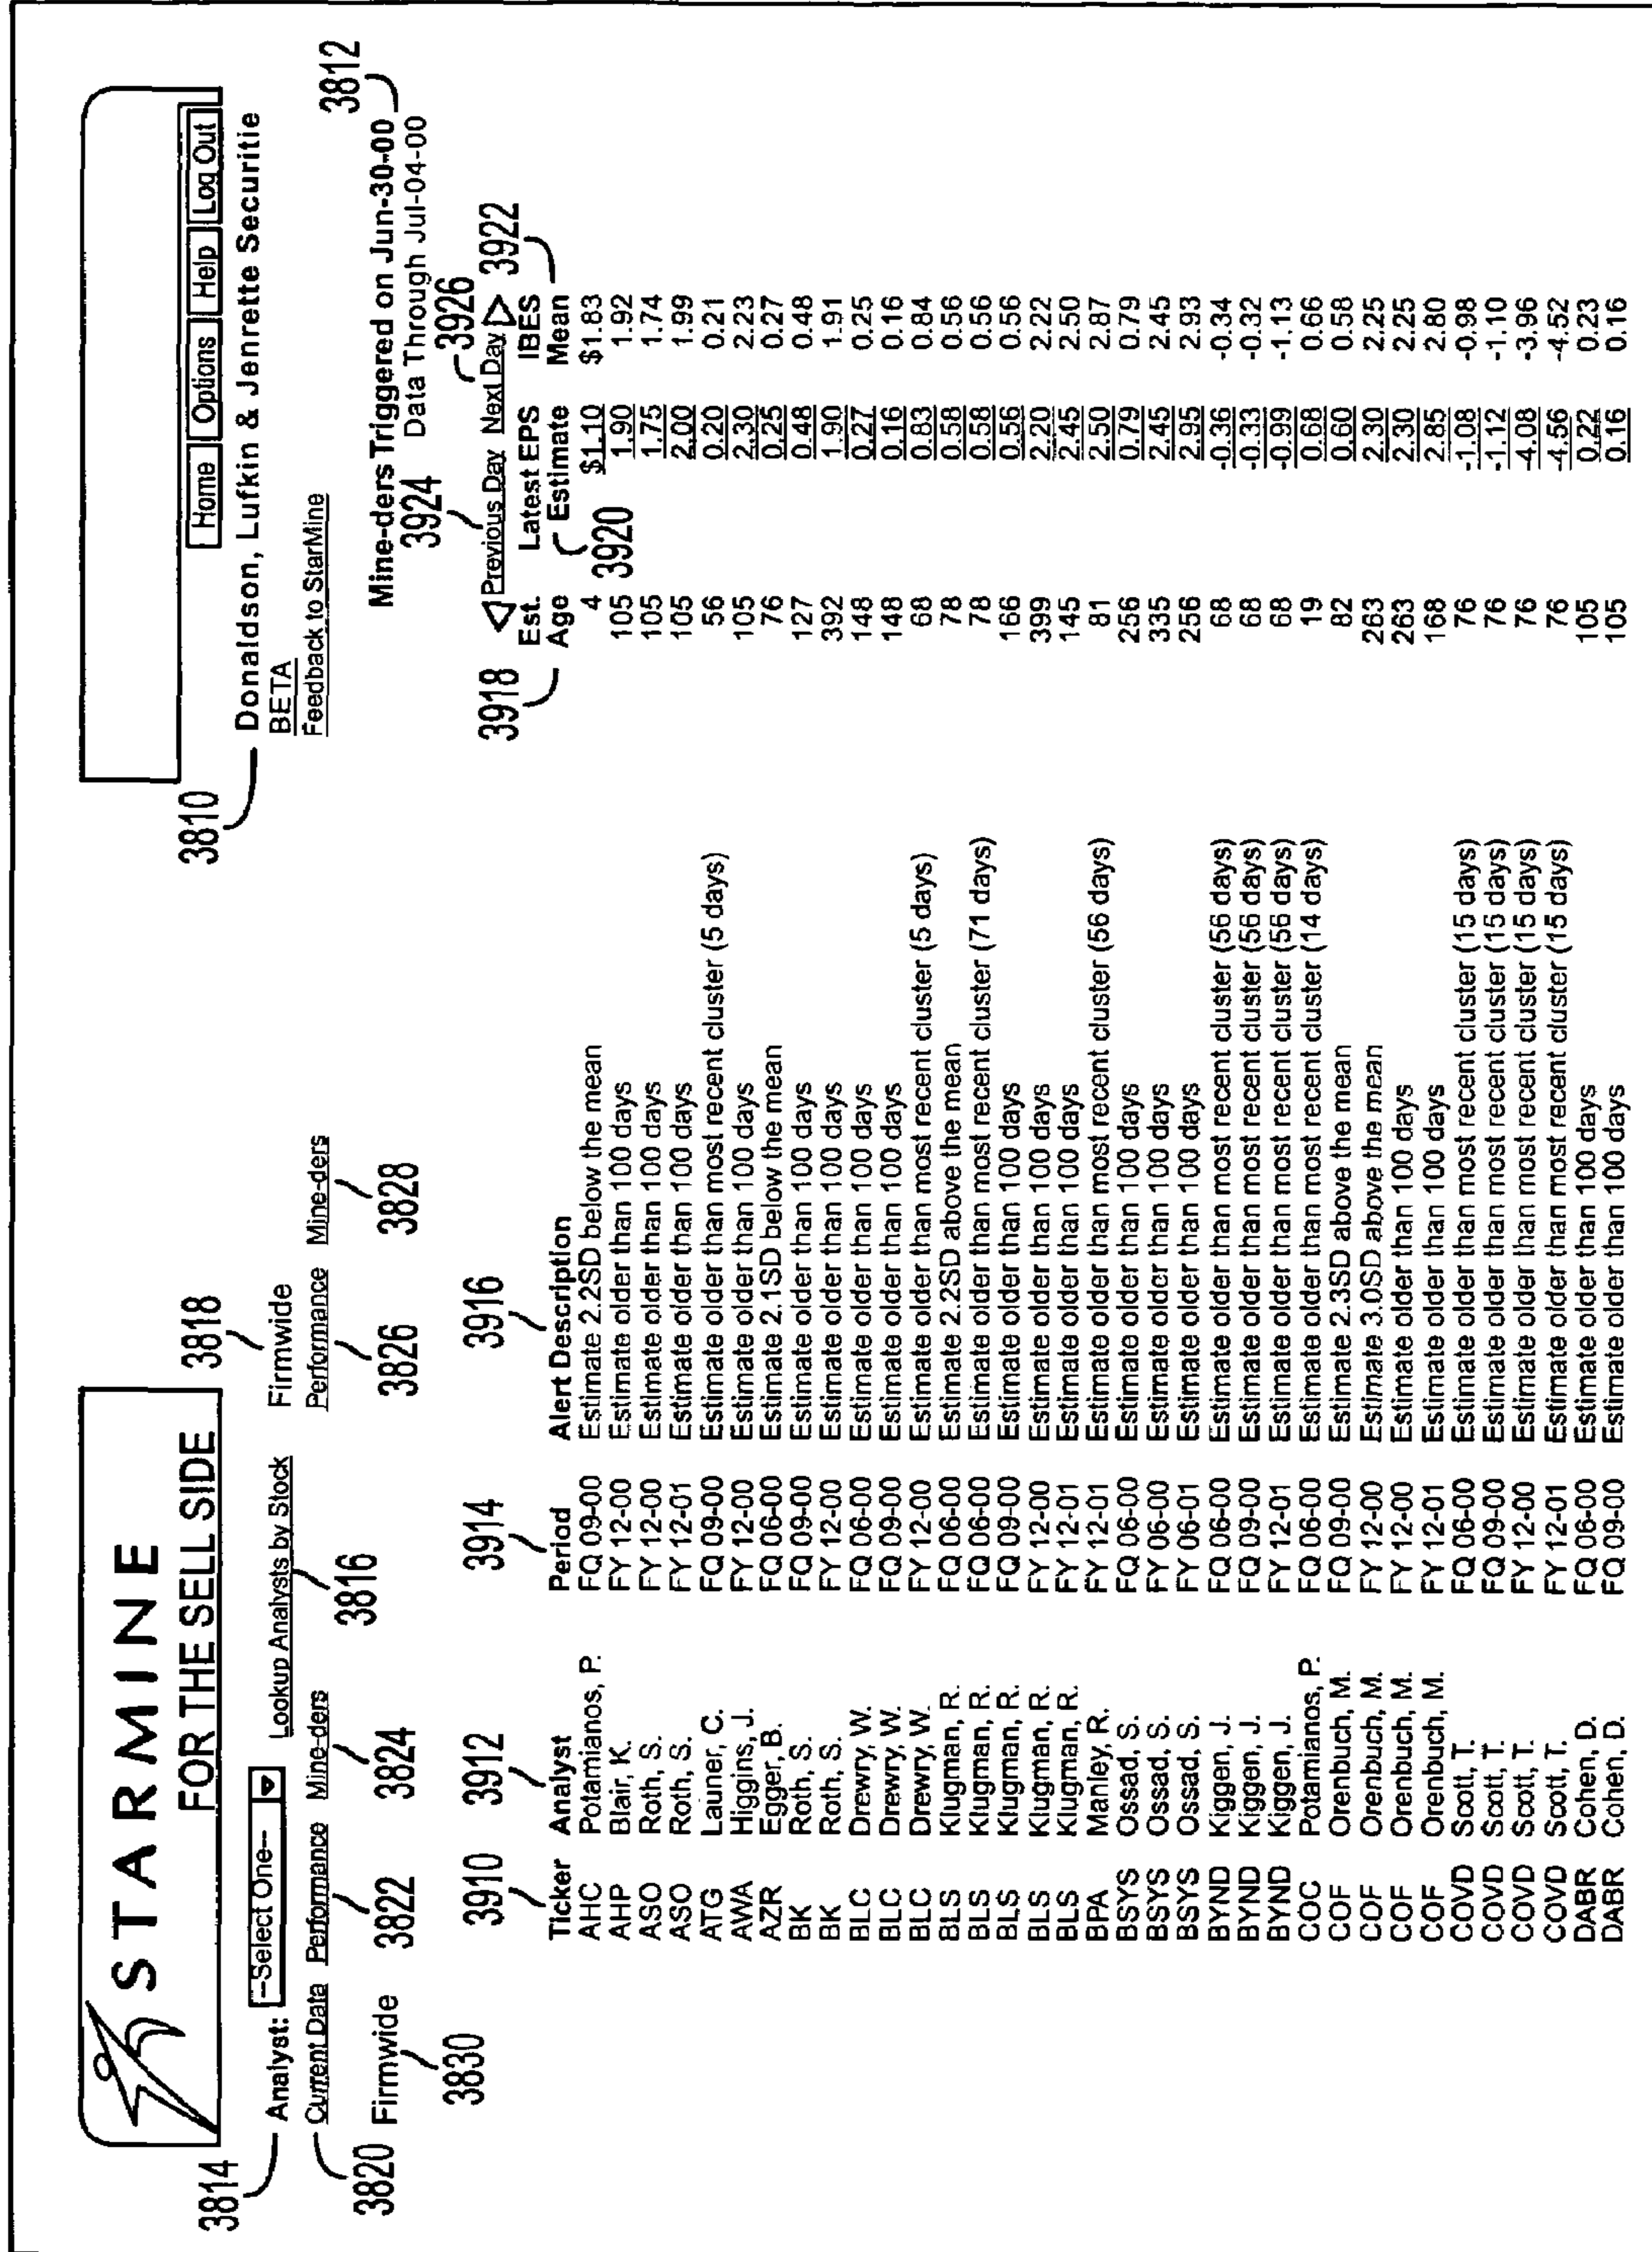 STARMINE
FOR THE SELL SIDE
Home Options Help Log Out
3814 Analyst: --Select One-- Lookup Analysts by Stock Firmwide 3818
3810 Donaldson, Lufkin & Jenrette Securitie
BETA
Feedback to StarMine
3820 Current Data Performance Mine-ders Performance Mine-ders
3822 3824 3816 3826 3828
Firmwide
3830
Mine-ders Triggered on Jun-30-00 3812
Data Through Jul-04-00
3924 3926
Previous Day Next Day
3910 3912 3914 3916 3918 3920 3922
Ticker Analyst Period Alert Description Est. Age Latest EPS Estimate IBES Mean
AHC Potamianos, P. FQ 09-00 Estimate 2.2SD below the mean 4 $1.10 $1.83
AHP Blair, K. FY 12-00 Estimate older than 100 days 105 1.90 1.92
ASO Roth, S. FY 12-00 Estimate older than 100 days 105 1.75 1.74
ASO Roth, S. FY 12-01 Estimate older than 100 days 105 2.00 1.99
ATG Launer, C. FQ 09-00 Estimate older than most recent cluster (5 days) 56 0.20 0.21
AWA Higgins, J. FY 12-00 Estimate older than 100 days 105 2.30 2.23
AZR Egger, B. FQ 06-00 Estimate 2.1SD below the mean 76 0.25 0.27
BK Roth, S. FQ 09-00 Estimate older than 100 days 127 0.48 0.48
BK Roth, S. FY 12-00 Estimate older than 100 days 392 1.90 1.91
BLC Drewry, W. FQ 06-00 Estimate older than 100 days 148 0.27 0.25
BLC Drewry, W. FQ 09-00 Estimate older than 100 days 148 0.16 0.16
BLC Drewry, W. FY 12-00 Estimate older than most recent cluster (5 days) 68 0.83 0.84
BLS Klugman, R. FQ 06-00 Estimate 2.2SD above the mean 78 0.58 0.56
BLS Klugman, R. FQ 06-00 Estimate older than most recent cluster (71 days) 78 0.58 0.56
BLS Klugman, R. FQ 09-00 Estimate older than 100 days 166 0.56 0.56
BLS Klugman, R. FY 12-00 Estimate older than 100 days 399 2.20 2.22
BLS Klugman, R. FY 12-01 Estimate older than 100 days 145 2.45 2.50
BPA Manley, R. FY 12-01 Estimate older than most recent cluster (56 days) 81 2.50 2.87
BSYS Ossad, S. FQ 06-00 Estimate older than 100 days 256 0.79 0.79
BSYS Ossad, S. FY 06-00 Estimate older than 100 days 335 2.45 2.45
BSYS Ossad, S. FY 06-01 Estimate older than 100 days 256 2.95 2.93
BYND Kiggen, J. FQ 06-00 Estimate older than most recent cluster (56 days) 68 -0.36 -0.34
BYND Kiggen, J. FQ 09-00 Estimate older than most recent cluster (56 days) 68 -0.33 -0.32
BYND Kiggen, J. FY 12-01 Estimate older than most recent cluster (56 days) 68 -0.99 -1.13
COC Potamianos, P. FQ 06-00 Estimate older than most recent cluster (14 days) 19 0.68 0.66
COF Orenbuch, M. FQ 09-00 Estimate 2.3SD above the mean 82 0.60 0.58
COF Orenbuch, M. FY 12-00 Estimate 3.0SD above the mean 263 2.30 2.25
COF Orenbuch, M. FY 12-00 Estimate older than 100 days 263 2.30 2.25
COF Orenbuch, M. FY 12-01 Estimate older than 100 days 168 2.85 2.80
COVD Scott, T. FQ 06-00 Estimate older than most recent cluster (15 days) 76 -1.08 -0.98
COVD Scott, T. FQ 09-00 Estimate older than most recent cluster (15 days) 76 -1.12 -1.10
COVD Scott, T. FY 12-00 Estimate older than most recent cluster (15 days) 76 -4.08 -3.96
COVD Scott, T. FY 12-01 Estimate older than most recent cluster (15 days) 76 -4.56 -4.52
DABR Cohen, D. FQ 06-00 Estimate older than 100 days 105 0.22 0.23
DABR Cohen, D. FQ 09-00 Estimate older than 100 days 105 0.16 0.16